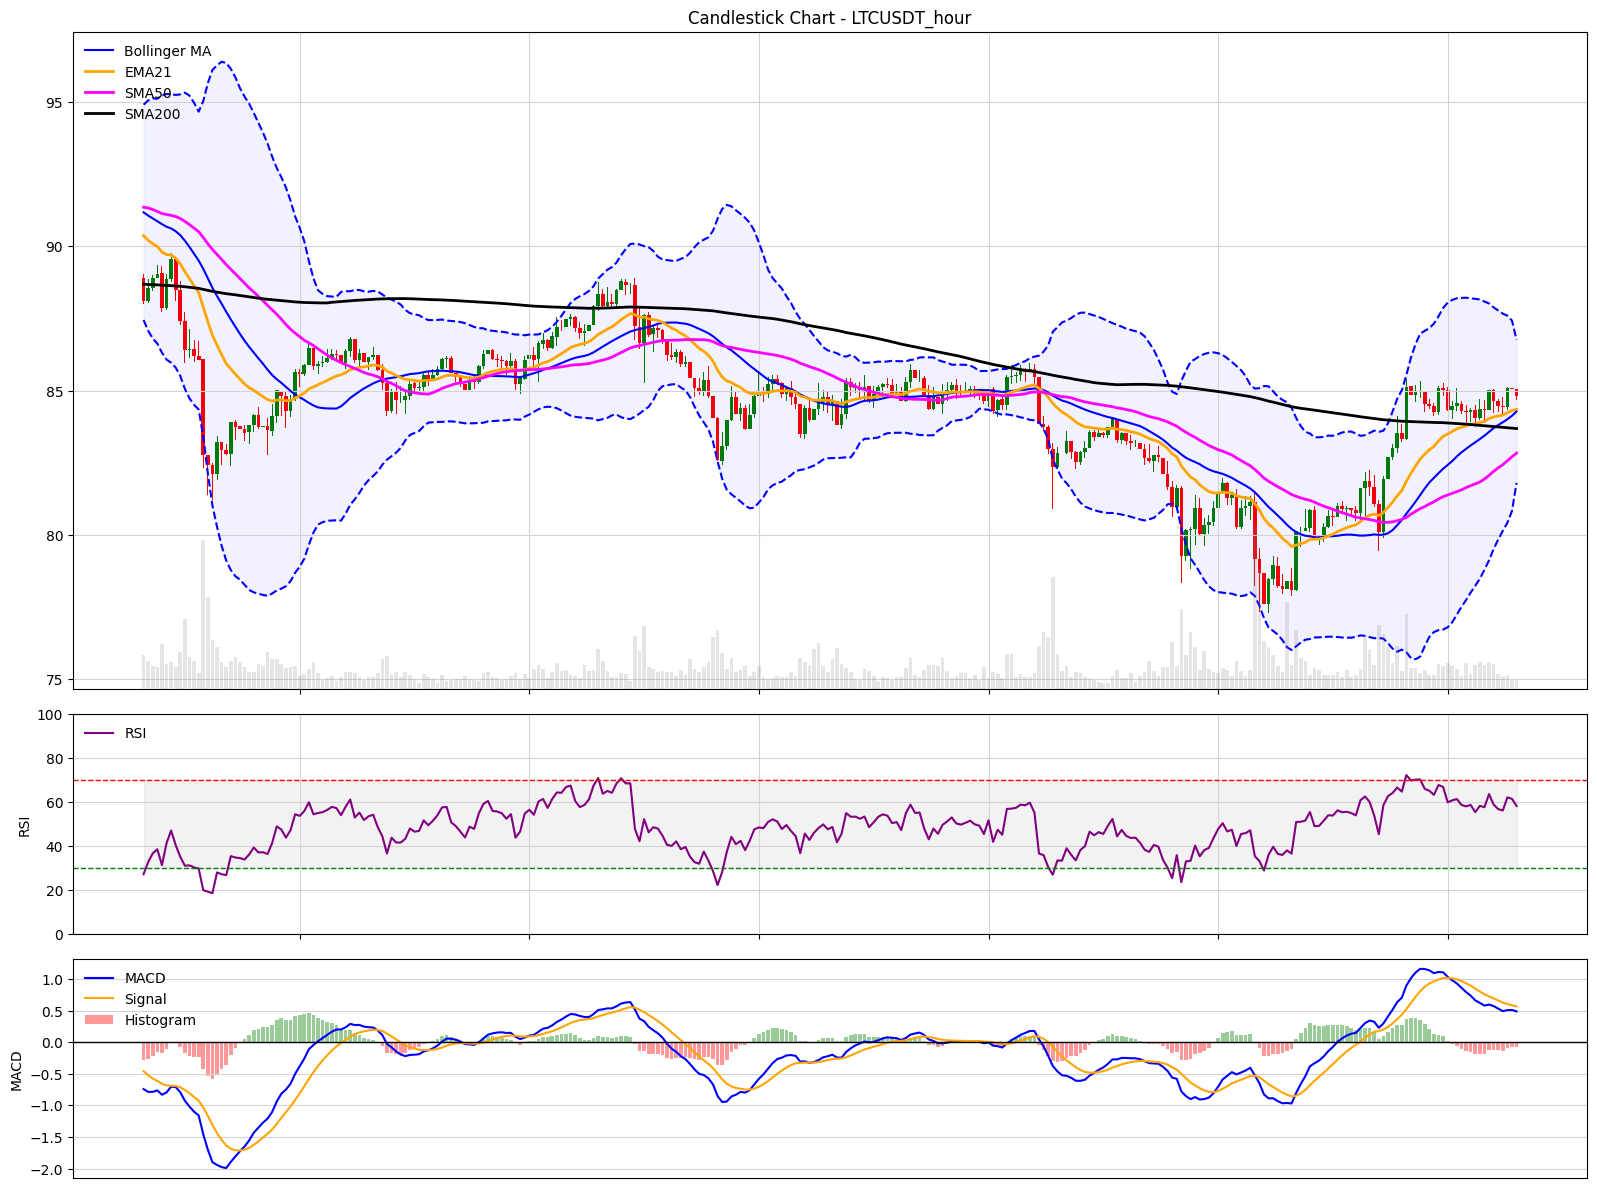 Candlestick Chart - LTCUSDT_hour
Bollinger MA
EMA21
SMA50
SMA200
95
90
85
80
75
RSI
100
80
60
40
20
0
RSI
MACD
Signal
Histogram
1.0
0.5
0.0
−0.5
−1.0
−1.5
−2.0
MACD